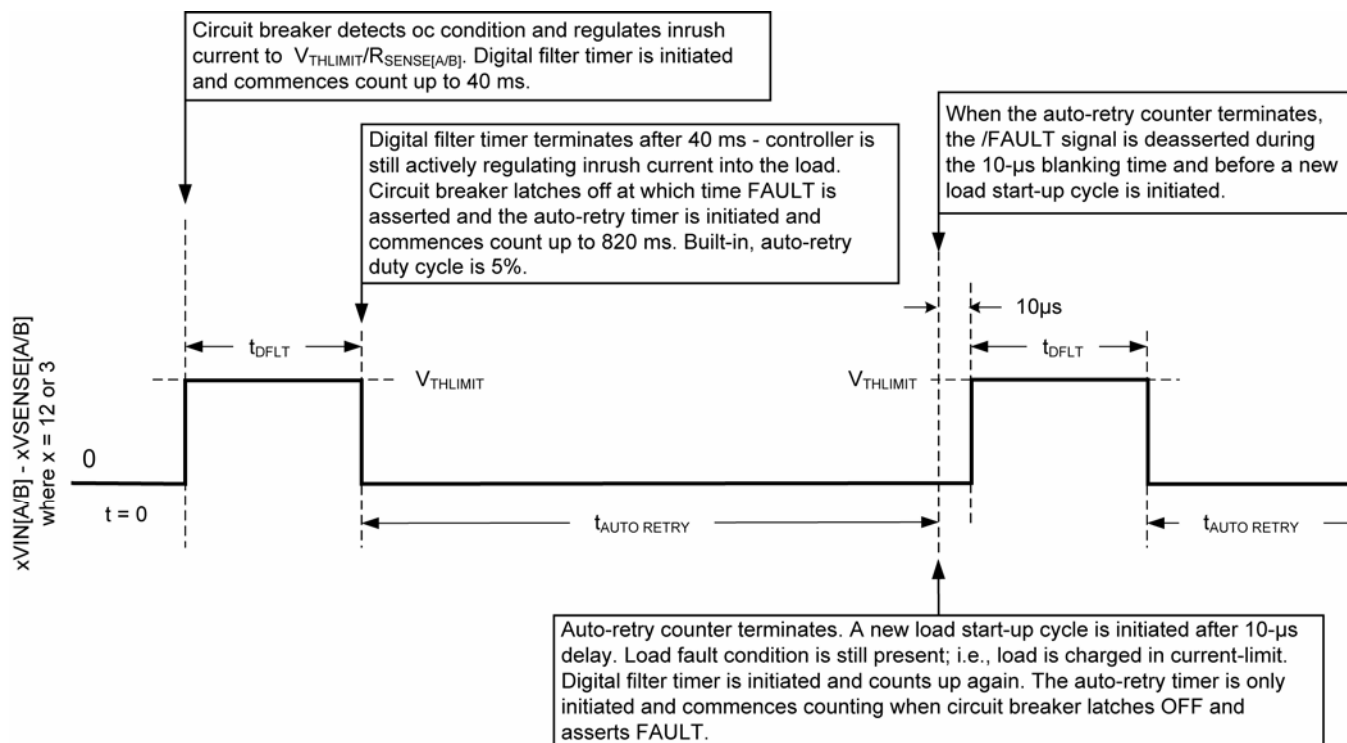 Circuit breaker detects oc condition and regulates inrush
current to VTHLIMIT/RSENSE[A/B]. Digital filter timer is initiated
and commences count up to 40 ms.
Digital filter timer terminates after 40 ms - controller is
still actively regulating inrush current into the load.
Circuit breaker latches off at which time FAULT is
asserted and the auto-retry timer is initiated and
commences count up to 820 ms. Built-in, auto-retry
duty cycle is 5%.
When the auto-retry counter terminates,
the /FAULT signal is deasserted during
the 10-µs blanking time and before a new
load start-up cycle is initiated.
10µs
tDFLT
tDFLT
VTHLIMIT
VTHLIMIT
xVIN[A/B] - xVSENSE[A/B]
where x = 12 or 3
0
t = 0
tAUTO RETRY
tAUTO RETRY
Auto-retry counter terminates. A new load start-up cycle is initiated after 10-µs
delay. Load fault condition is still present; i.e., load is charged in current-limit.
Digital filter timer is initiated and counts up again. The auto-retry timer is only
initiated and commences counting when circuit breaker latches OFF and
asserts FAULT.